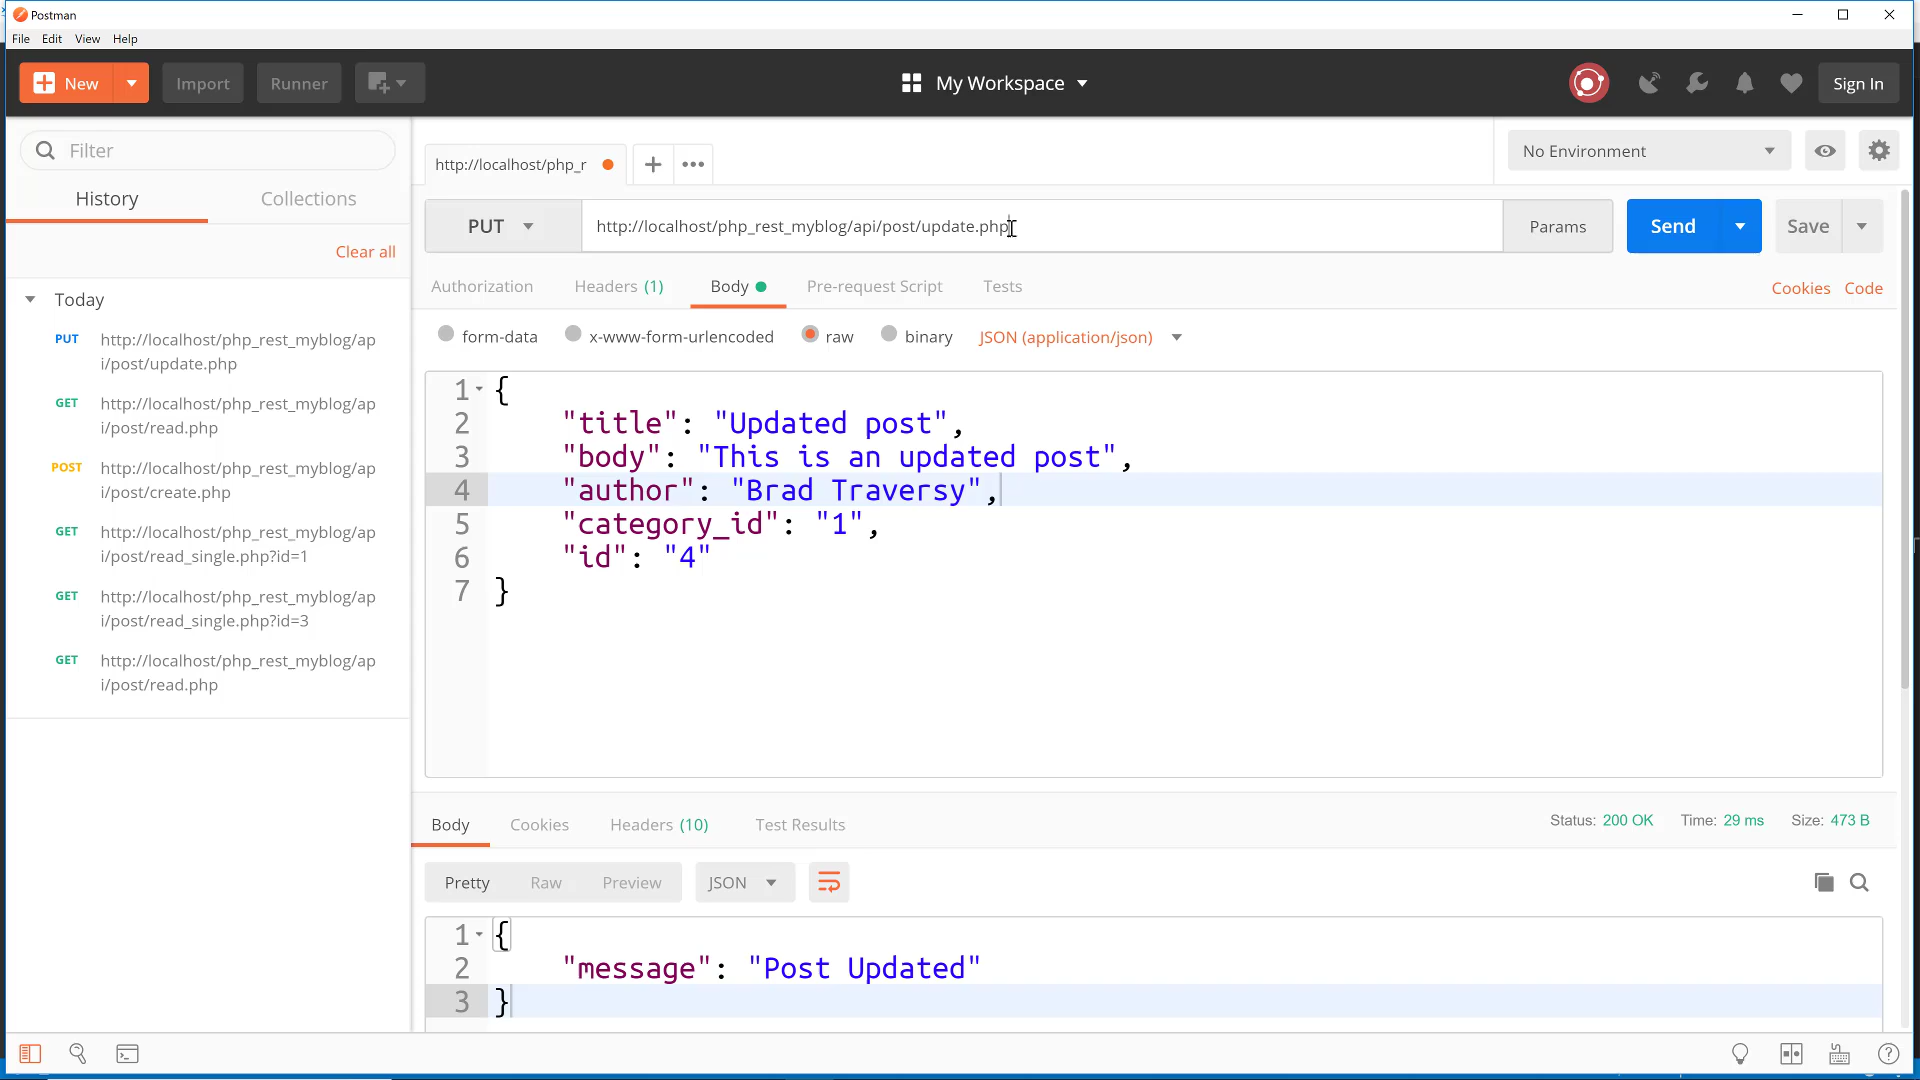 Postman
File Edit View Help
New Import Runner My Workspace Sign In
Filter
History Collections
Clear all
Today
PUT http://localhost/php_rest_myblog/ap
i/post/update.php
GET http://localhost/php_rest_myblog/ap
i/post/read.php
POST http://localhost/php_rest_myblog/ap
i/post/create.php
GET http://localhost/php_rest_myblog/ap
i/post/read_single.php?id=1
GET http://localhost/php_rest_myblog/ap
i/post/read_single.php?id=3
GET http://localhost/php_rest_myblog/ap
i/post/read.php
http://localhost/php_r
No Environment
PUT http://localhost/php_rest_myblog/api/post/update.php Params Send Save
Authorization Headers (1) Body Pre-request Script Tests Cookies Code
form-data x-www-form-urlencoded raw binary JSON (application/json)
1 {
2 "title": "Updated post",
3 "body": "This is an updated post",
4 "author": "Brad Traversy",
5 "category_id": "1",
6 "id": "4"
7 }
Body Cookies Headers (10) Test Results Status: 200 OK Time: 29 ms Size: 473 B
Pretty Raw Preview JSON
1 {
2 "message": "Post Updated"
3 }